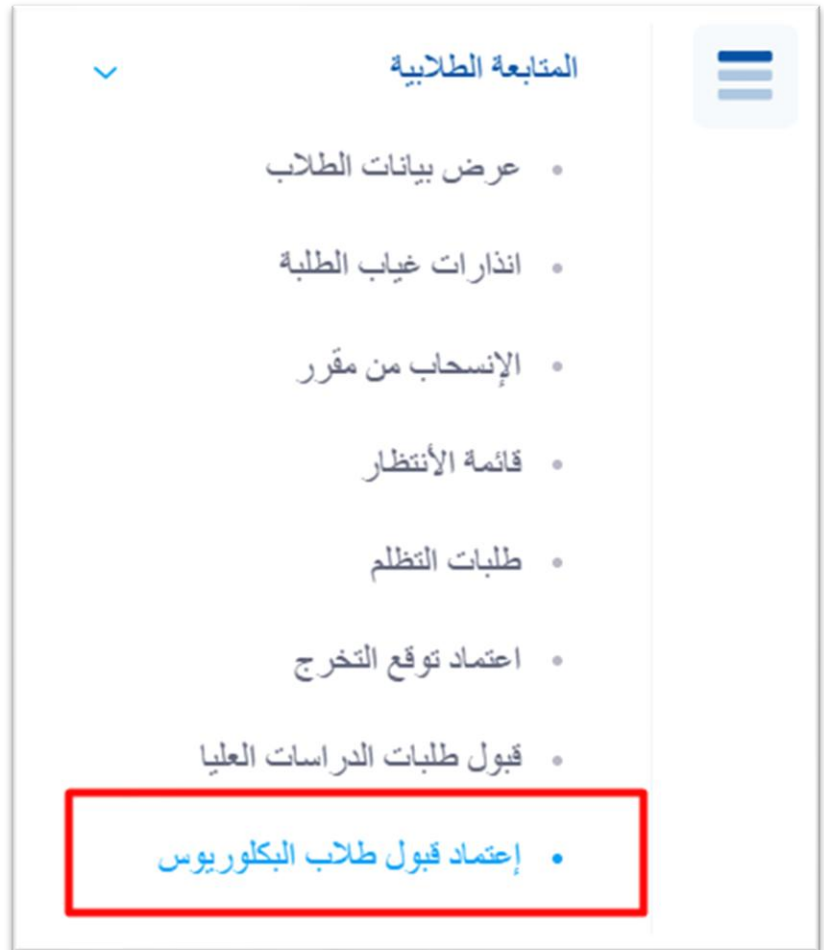 المتابعة الطلابية
عرض بيانات الطلاب
انذارات غياب الطلبة
الإنسحاب من مقرر
قائمة الأنتظار
طلبات التظلم
اعتماد توقع التخرج
قبول طلبات الدراسات العليا
إعتماد قبول طلاب البكلوريوس